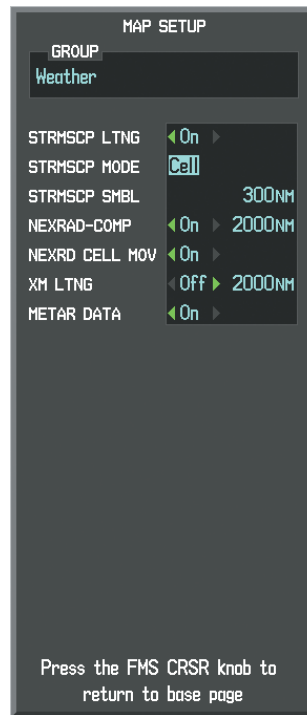 MAP SETUP
GROUP
Weather
STRMSCP LTNG On
STRMSCP MODE Cell
STRMSCP SMBL 300NM
NEXRAD-COMP On 2000NM
NEXRD CELL MOV On
XM LTNG Off 2000NM
METAR DATA On
Press the FMS CRSR knob to
return to base page